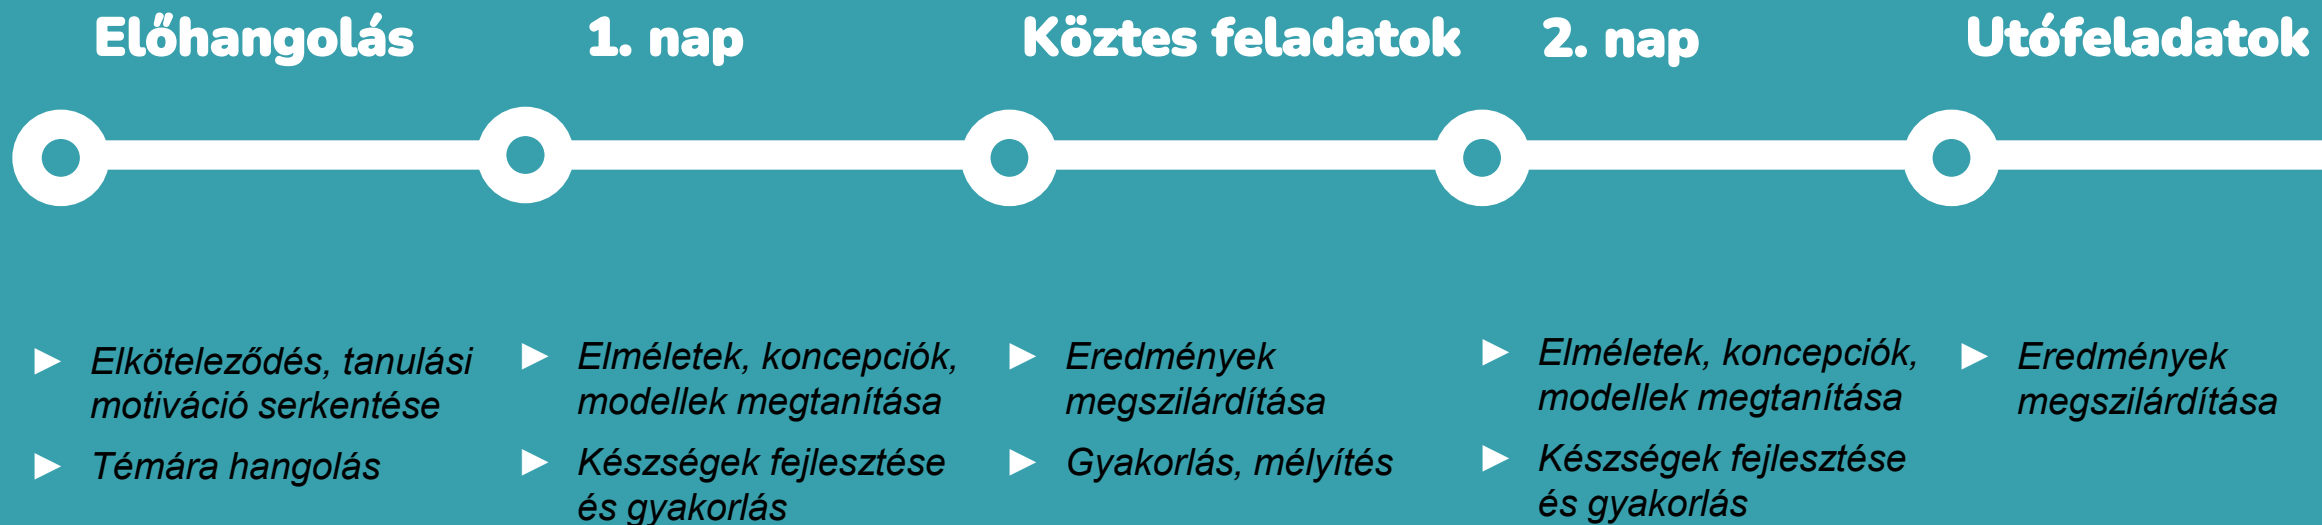 Előhangolás
1. nap
Köztes feladatok
2. nap
Utófeladatok
Elköteleződés, tanulási
motiváció serkentése
Témára hangolás
Elméletek, koncepciók,
modellek megtanítása
Készségek fejlesztése
és gyakorlás
Eredmények
megszilárdítása
Gyakorlás, mélyítés
Elméletek, koncepciók,
modellek megtanítása
Készségek fejlesztése
és gyakorlás
Eredmények
megszilárdítása